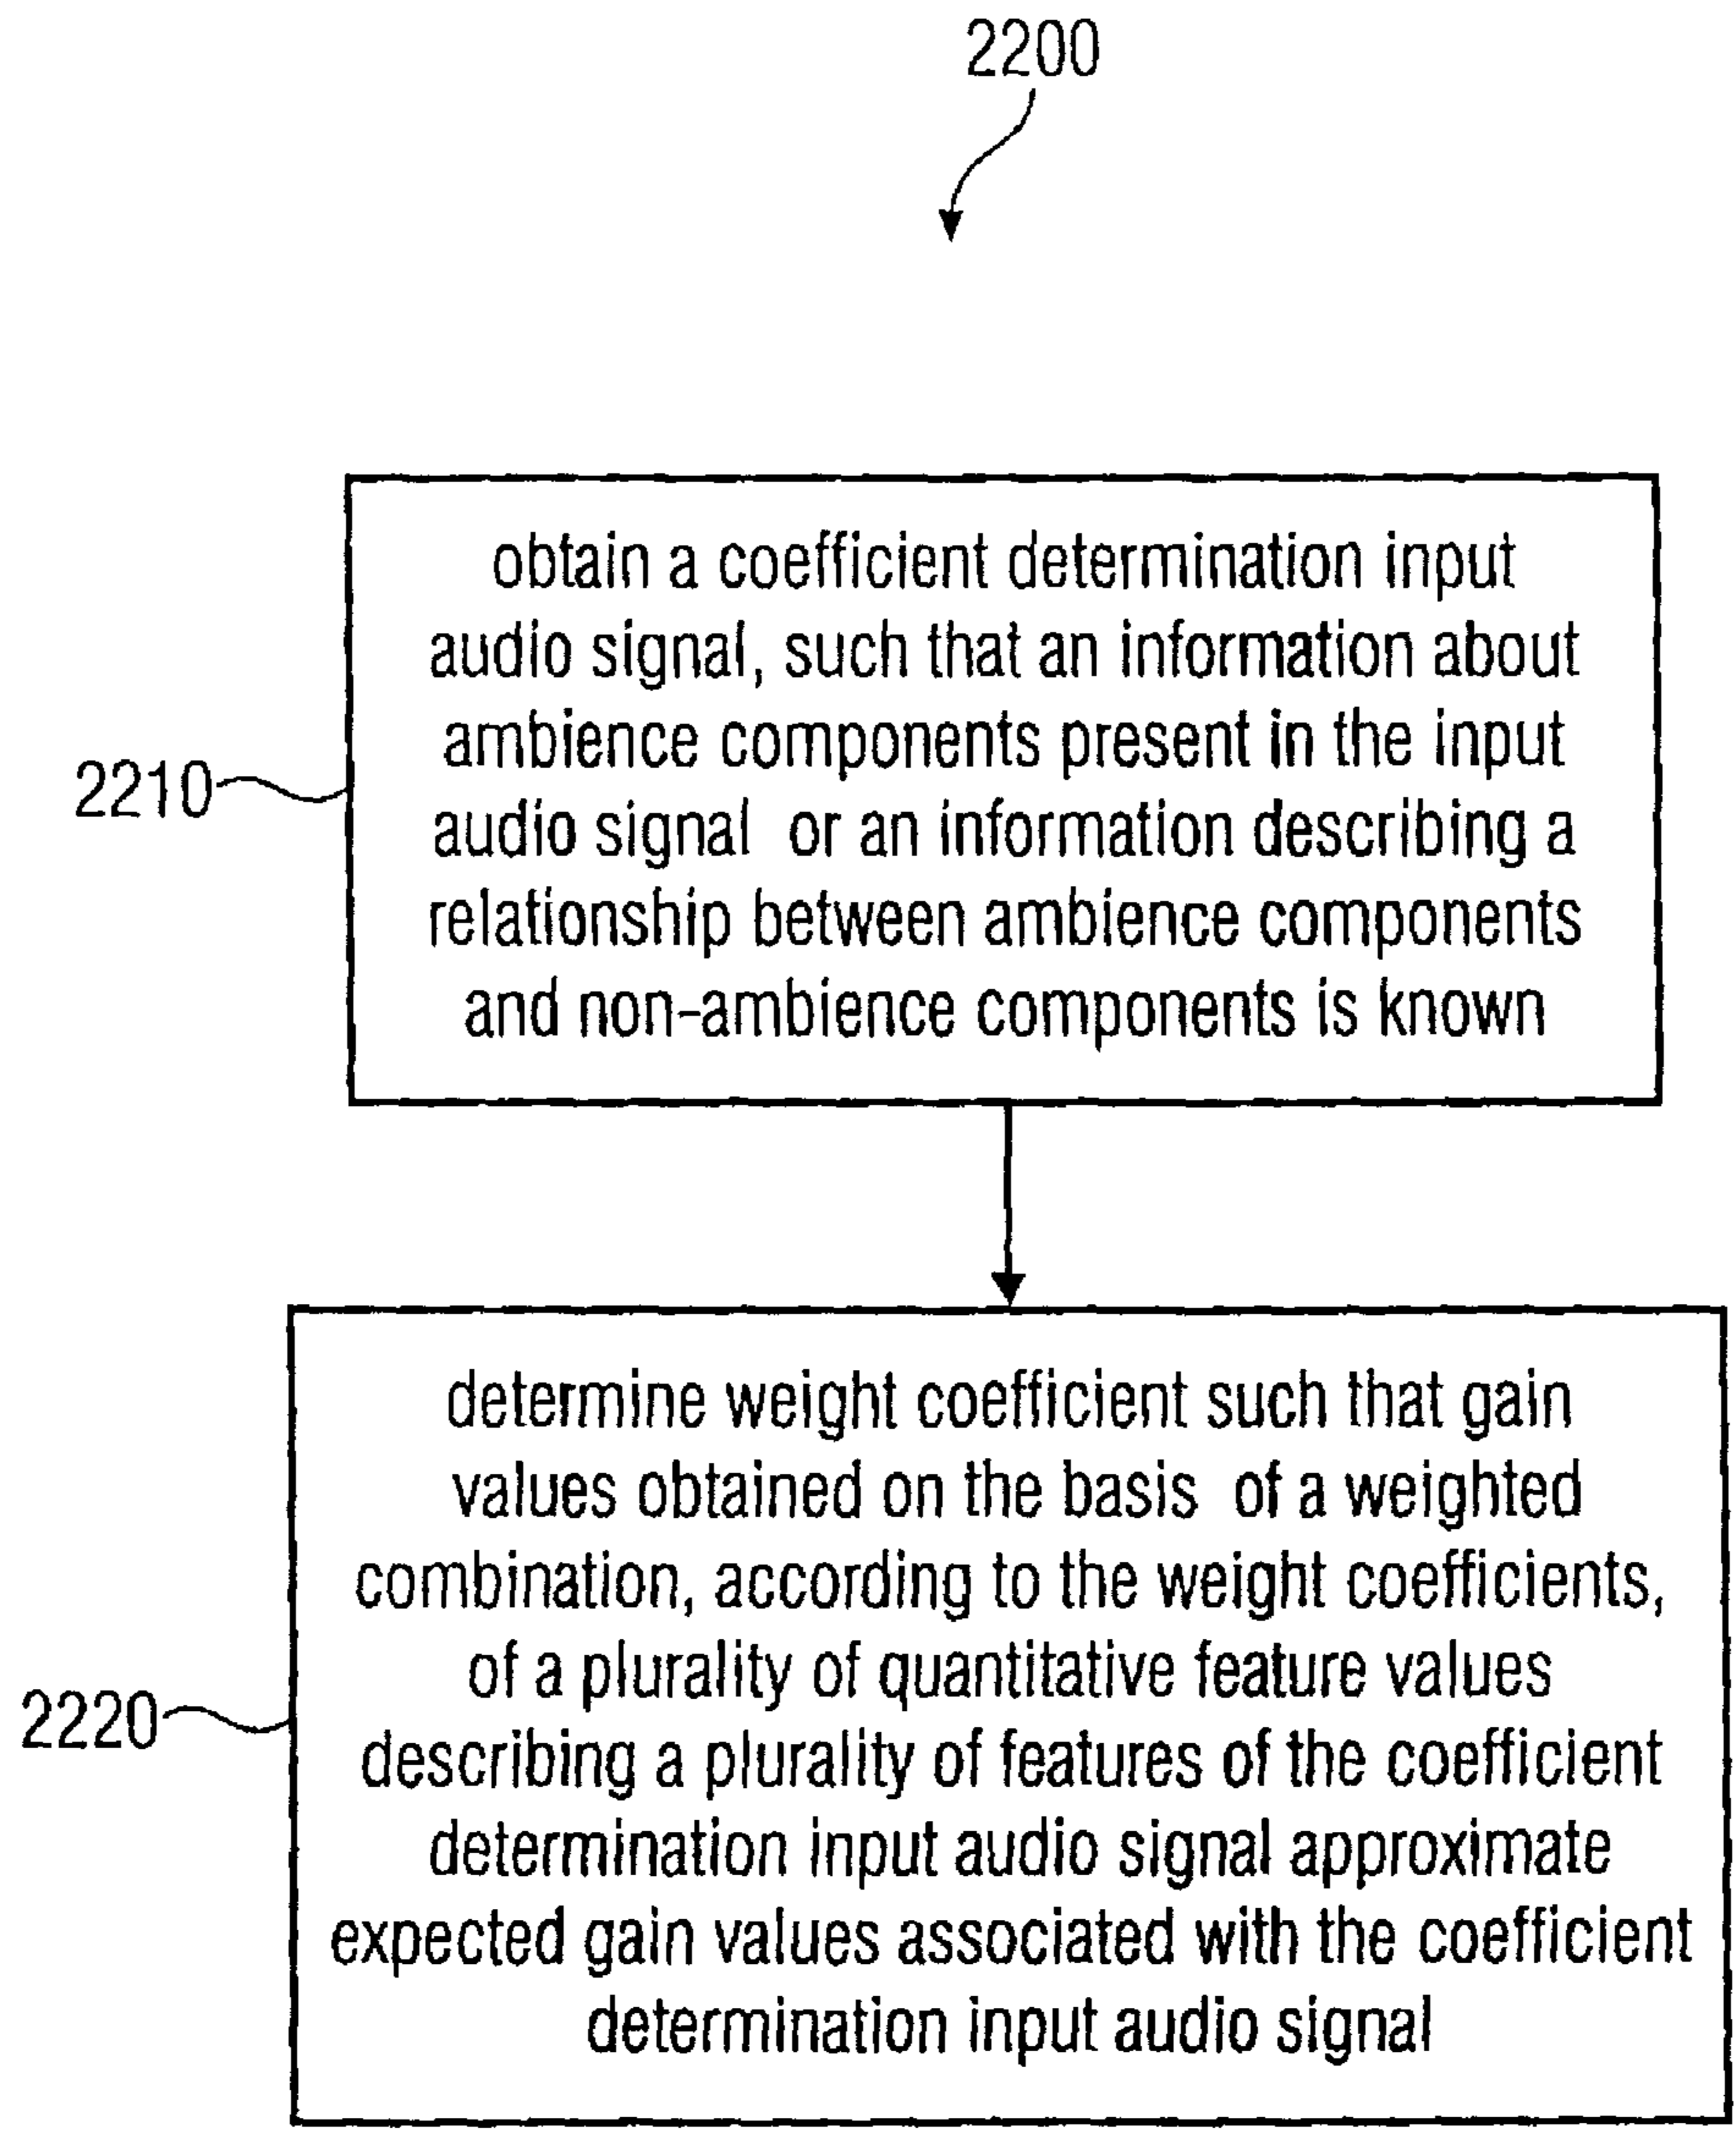 2200
obtain a coefficient determination input
audio signal, such that an information about
ambience components present in the input
audio signal or an information describing a
relationship between ambience components
and non-ambience components is known
2210
determine weight coefficient such that gain
values obtained on the basis of a weighted
combination, according to the weight coefficients,
of a plurality of quantitative feature values
describing a plurality of features of the coefficient
determination input audio signal approximate
expected gain values associated with the coefficient
determination input audio signal
2220